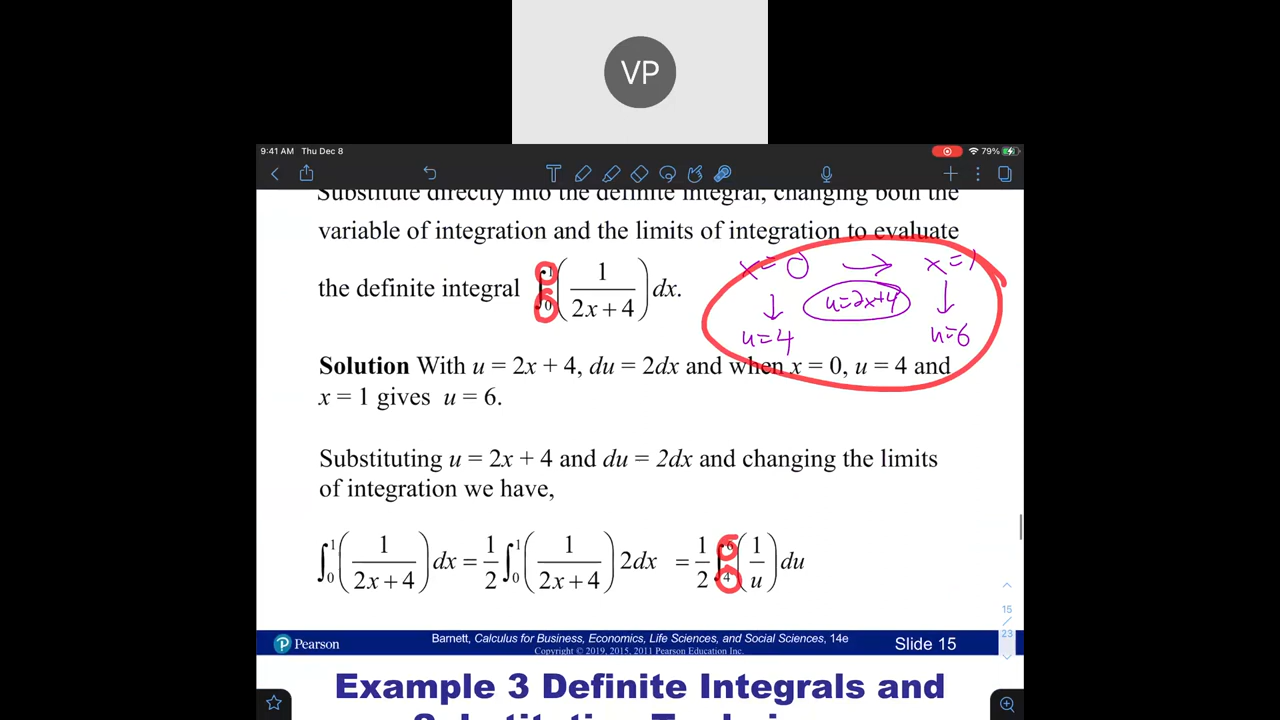 VP
9:41 AM Thu Dec 8
79%
Substitute directly into the definite integral, changing both the
variable of integration and the limits of integration to evaluate
the definite integral ∫₀¹ (1/(2x + 4)) dx.
x=0 → x=1
↓ u=2x+4 ↓
u=4 u=6
Solution With u = 2x + 4, du = 2dx and when x = 0, u = 4 and
x = 1 gives u = 6.
Substituting u = 2x + 4 and du = 2dx and changing the limits
of integration we have,
∫₀¹ (1/(2x + 4)) dx = 1/2 ∫₀¹ (1/(2x + 4)) 2dx = 1/2 ∫₄⁶ (1/u) du
15
/
23
P Pearson
Barnett, Calculus for Business, Economics, Life Sciences, and Social Sciences, 14e
Copyright © 2019, 2015, 2011 Pearson Education Inc.
Slide 15
Example 3 Definite Integrals and